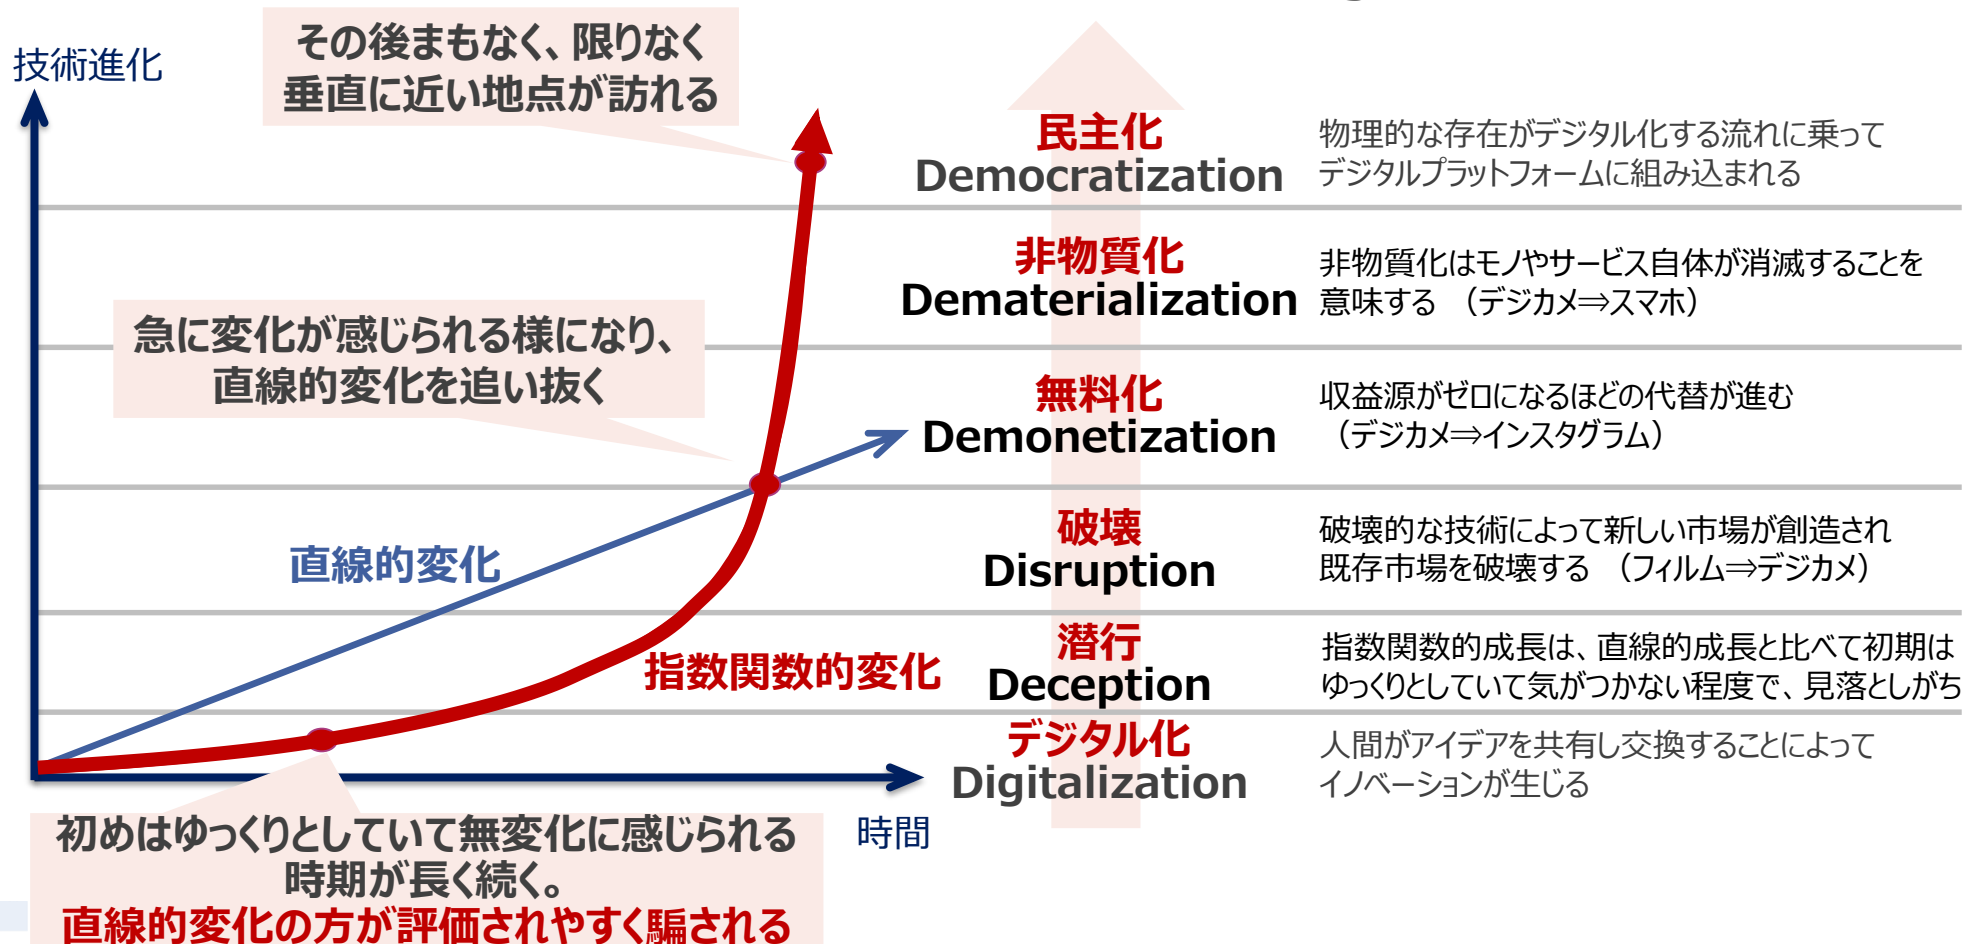 その後まもなく、限りなく
垂直に近い地点が訪れる
技術進化
急に変化が感じられる様になり、
直線的変化を追い抜く
直線的変化
指数関数的変化
時間
初めはゆっくりとしていて無変化に感じられる
時期が長く続く。
直線的変化の方が評価されやすく騙される
民主化
Democratization
物理的な存在がデジタル化する流れに乗って
デジタルプラットフォームに組み込まれる
非物質化
Dematerialization
非物質化はモノやサービス自体が消滅することを
意味する （デジカメ⇒スマホ）
無料化
Demonetization
収益源がゼロになるほどの代替が進む
（デジカメ⇒インスタグラム）
破壊
Disruption
破壊的な技術によって新しい市場が創造され
既存市場を破壊する （フィルム⇒デジカメ）
潜行
Deception
指数関数的成長は、直線的成長と比べて初期は
ゆっくりとしていて気がつかない程度で、見落としがち
デジタル化
Digitalization
人間がアイデアを共有し交換することによって
イノベーションが生じる